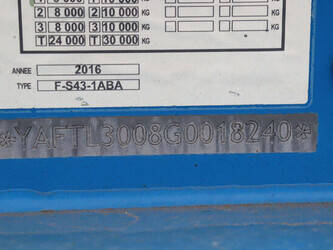 2 8 000 2 10 000 KG
3 8 000 3 10 000 KG
T 24 000 T 30 000 KG
ANNEE 2016
TYPE F-S43-1ABA
*YAFTL3008G0018240*